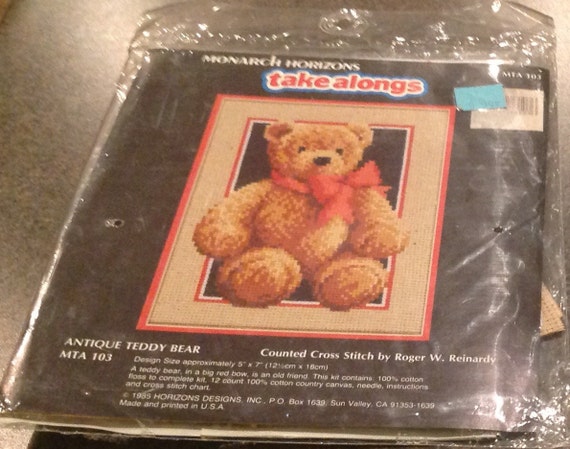 MONARCH HORIZONS
take alongs
MTA 103
ANTIQUE TEDDY BEAR
MTA 103
Counted Cross Stitch by Roger W. Reinardy
Design Size approximately 5" x 7" (12½cm x 18cm)
A teddy bear, in a big red bow, is an old friend. This kit contains: 100% cotton
floss to complete kit, 12 count 100% cotton country canvas, needle, instructions
and cross stitch chart.
© 1985 HORIZONS DESIGNS, INC., P.O. Box 1639, Sun Valley, CA 91353-1639
Made and printed in U.S.A.